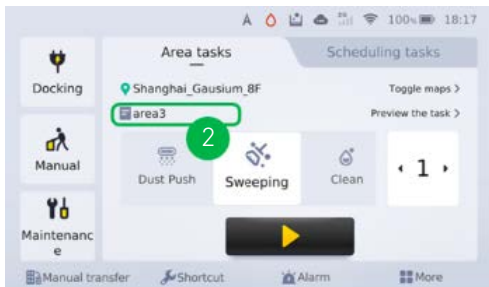 A 2G 100% 18:17
Area tasks Scheduling tasks
Docking
Shanghai_Gausium_8F Toggle maps >
area3 Preview the task >
2
Manual
Dust Push Sweeping Clean 1
Maintenanc
e
Manual transfer Shortcut Alarm More